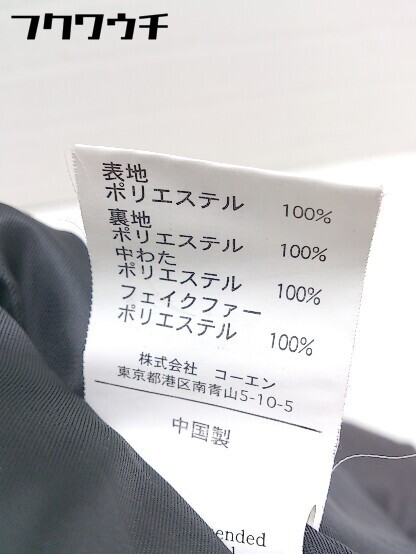 フクワウチ
表地
ポリエステル 100%
裏地
ポリエステル 100%
中わた
ポリエステル 100%
フェイクファー
ポリエステル 100%
株式会社 コーエン
東京都港区南青山5-10-5
中国製